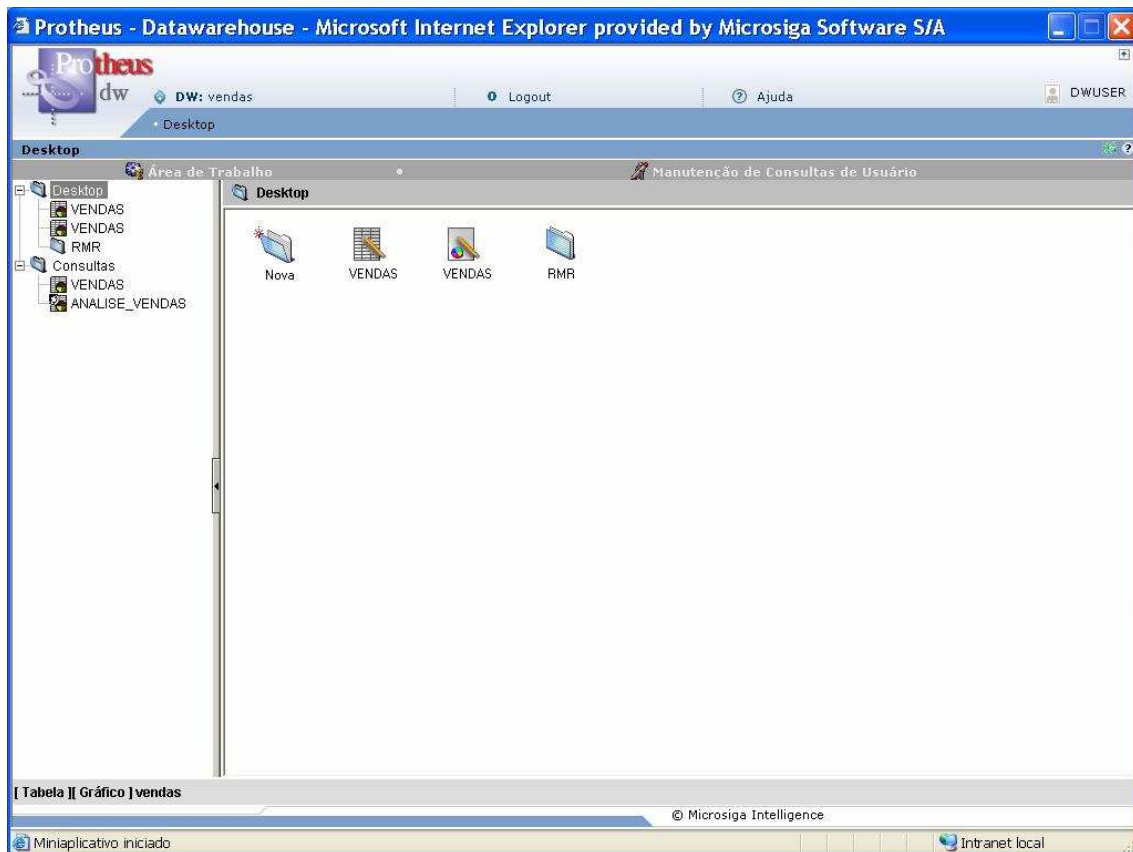 Protheus - Datawarehouse - Microsoft Internet Explorer provided by Microsiga Software S/A
Protheus
dw
DW: vendas
Logout
Ajuda
DWUSER
Desktop
Desktop
Área de Trabalho
Manutenção de Consultas de Usuário
Desktop
VENDAS
VENDAS
RMR
Consultas
VENDAS
ANALISE_VENDAS
Desktop
Nova
VENDAS
VENDAS
RMR
[ Tabela ][ Gráfico ] vendas
© Microsiga Intelligence
Miniaplicativo iniciado
Intranet local